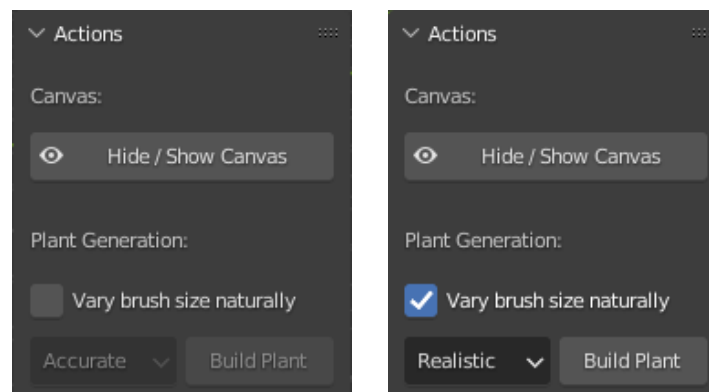 Actions
Canvas:
Hide / Show Canvas
Plant Generation:
Vary brush size naturally
Accurate Build Plant
Actions
Canvas:
Hide / Show Canvas
Plant Generation:
Vary brush size naturally
Realistic Build Plant